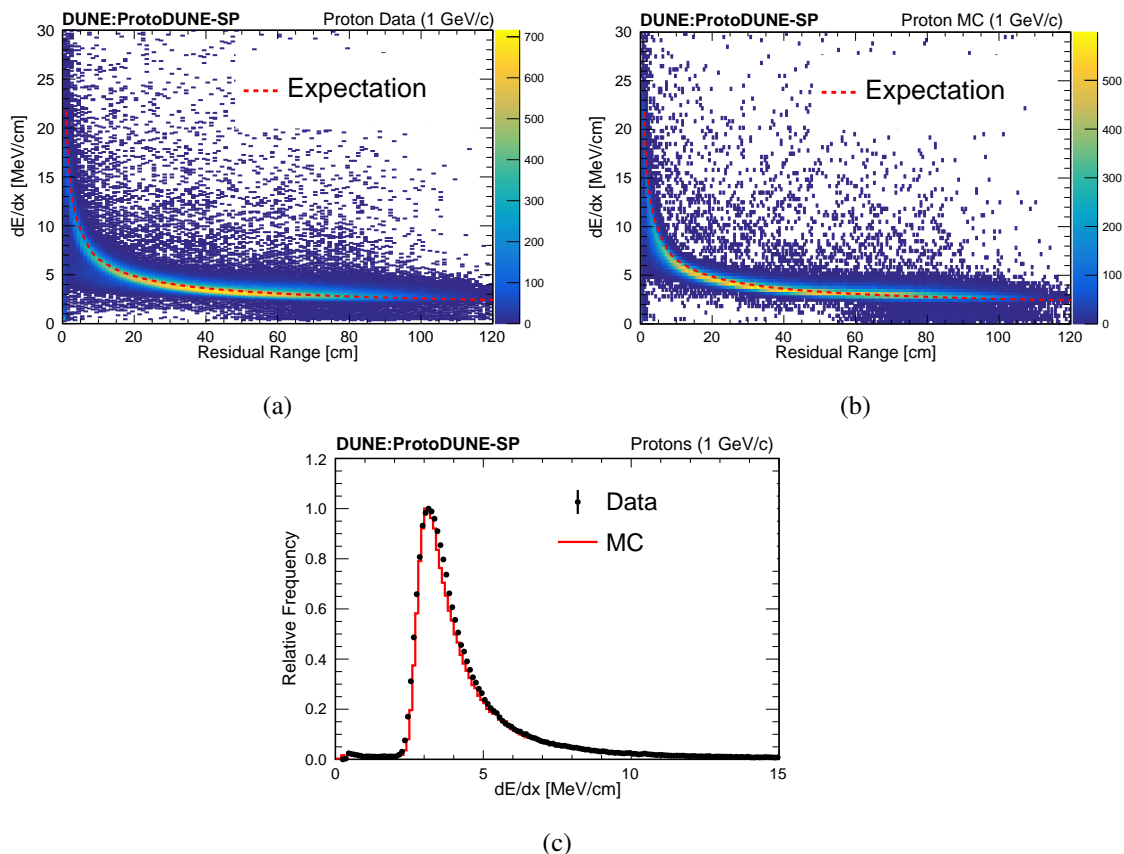 DUNE:ProtoDUNE-SP Proton Data (1 GeV/c)
30
25
20
15
10
5
0
dE/dx [MeV/cm]
Expectation
700
600
500
400
300
200
100
0
0 20 40 60 80 100 120
Residual Range [cm]
(a)
DUNE:ProtoDUNE-SP Proton MC (1 GeV/c)
30
25
20
15
10
5
0
dE/dx [MeV/cm]
Expectation
500
400
300
200
100
0
0 20 40 60 80 100 120
Residual Range [cm]
(b)
DUNE:ProtoDUNE-SP Protons (1 GeV/c)
1.2
1.0
0.8
0.6
0.4
0.2
0.0
Relative Frequency
Data
MC
0 5 10 15
dE/dx [MeV/cm]
(c)